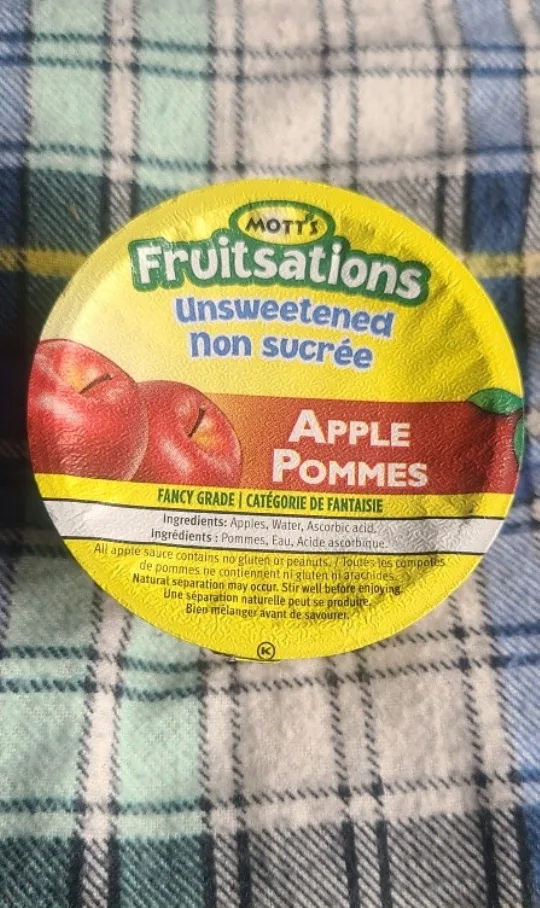 MOTT'S
Fruitsations
Unsweetened
non sucrée
APPLE
POMMES
FANCY GRADE | CATÉGORIE DE FANTAISIE
Ingredients: Apples, Water, Ascorbic acid.
Ingrédients : Pommes, Eau, Acide ascorbique.
All apple sauce contains no gluten or peanuts. / Toutes les compotes
de pommes ne contiennent ni gluten ni arachides.
Natural separation may occur. Stir well before enjoying.
Une séparation naturelle peut se produire.
Bien mélanger avant de savourer.
K